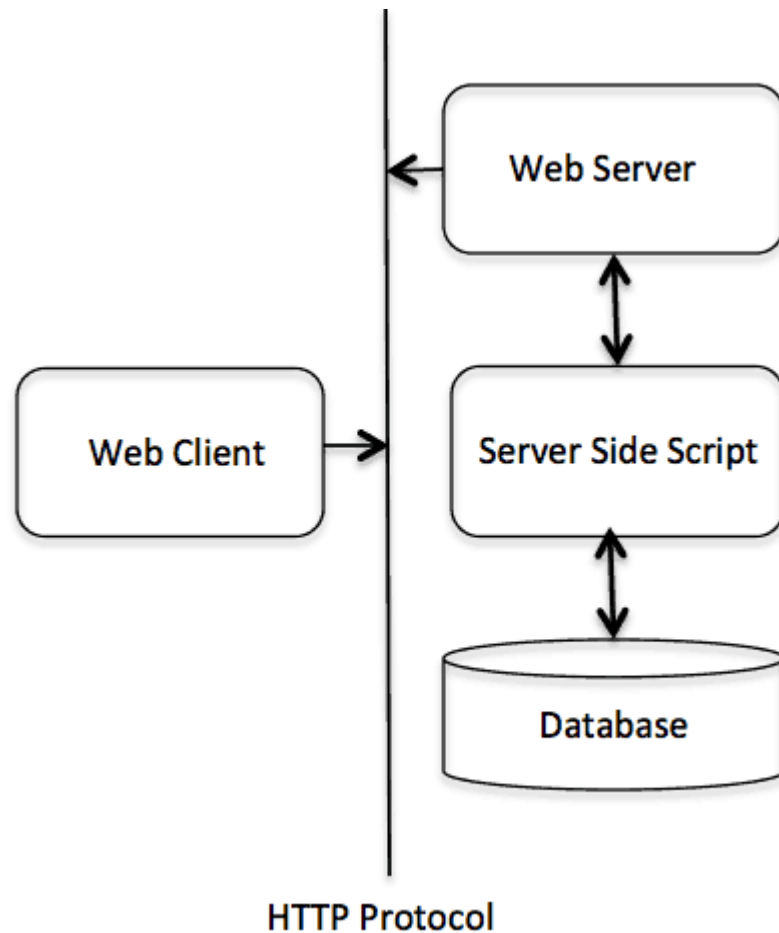 Web Server
Web Client
Server Side Script
Database
HTTP Protocol